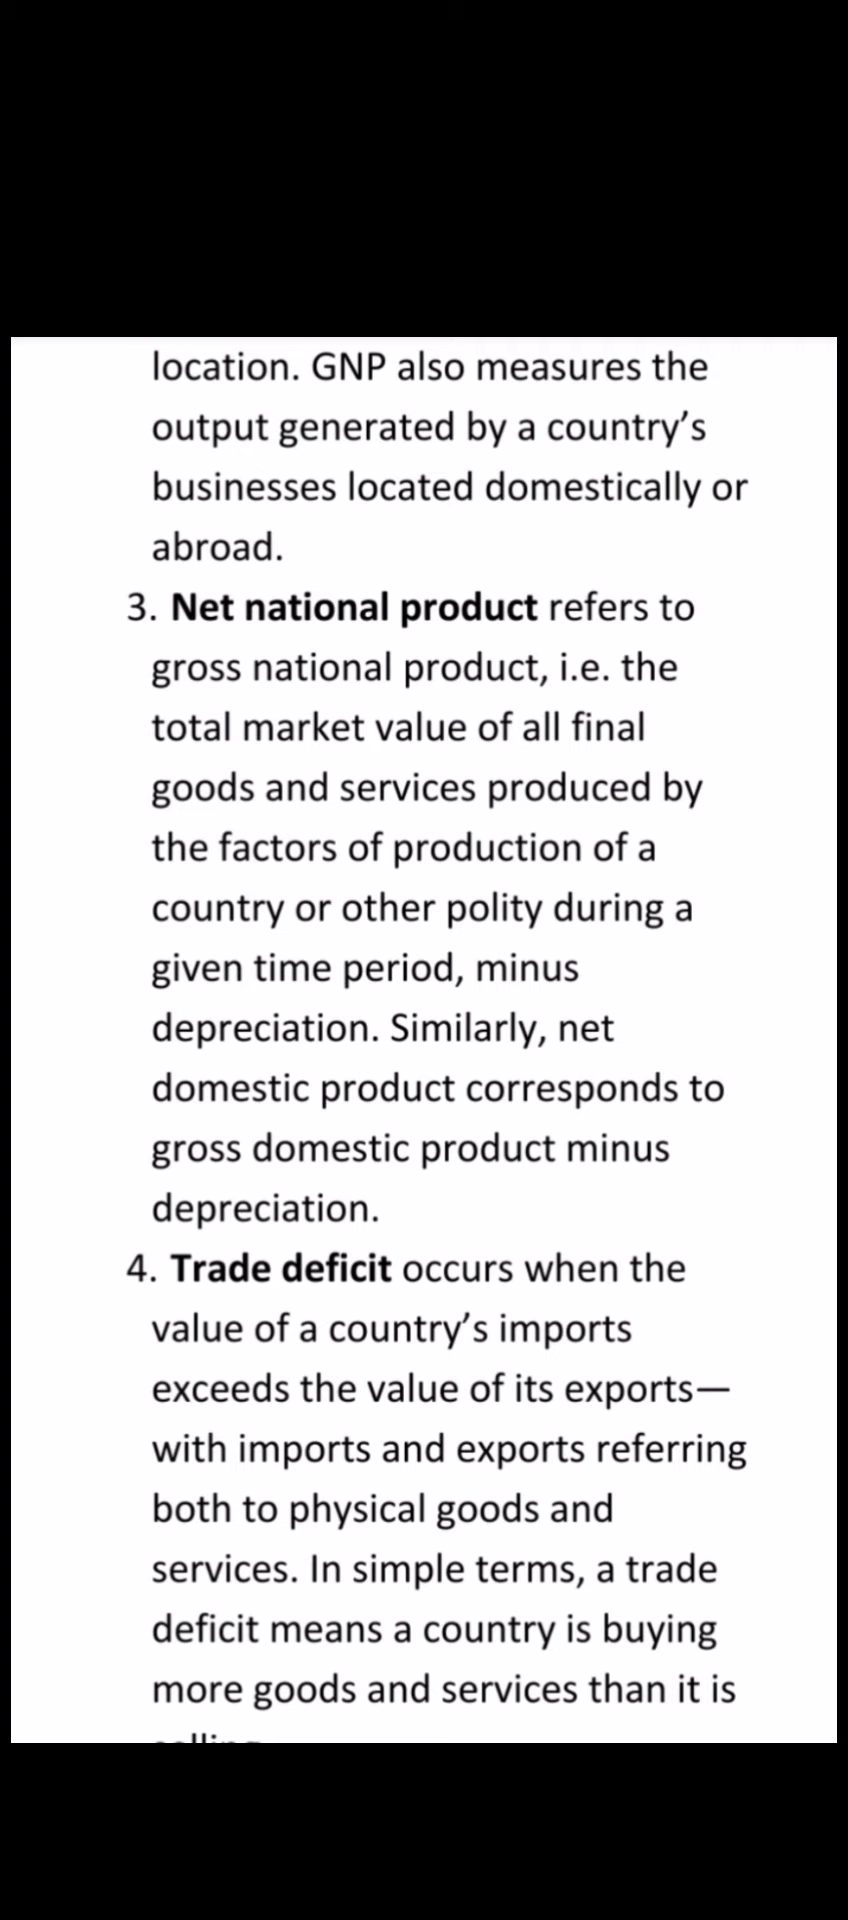 location. GNP also measures the
output generated by a country’s
businesses located domestically or
abroad.
3. Net national product refers to
gross national product, i.e. the
total market value of all final
goods and services produced by
the factors of production of a
country or other polity during a
given time period, minus
depreciation. Similarly, net
domestic product corresponds to
gross domestic product minus
depreciation.
4. Trade deficit occurs when the
value of a country’s imports
exceeds the value of its exports—
with imports and exports referring
both to physical goods and
services. In simple terms, a trade
deficit means a country is buying
more goods and services than it is